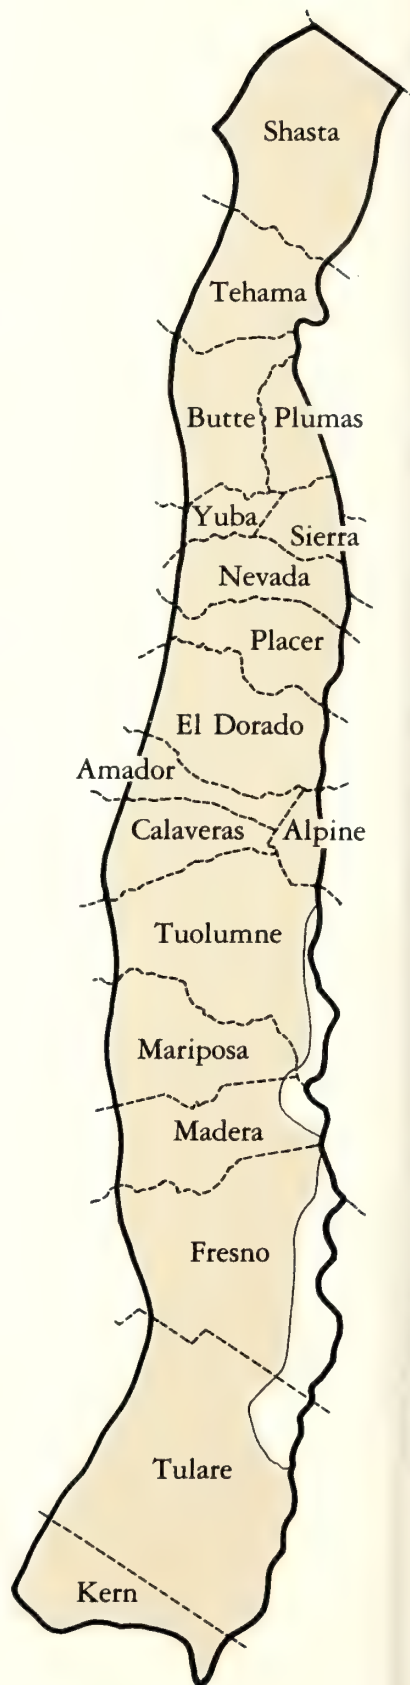 Shasta
Tehama
Butte
Plumas
Yuba
Sierra
Nevada
Placer
El Dorado
Amador
Calaveras
Alpine
Tuolumne
Mariposa
Madera
Fresno
Tulare
Kern